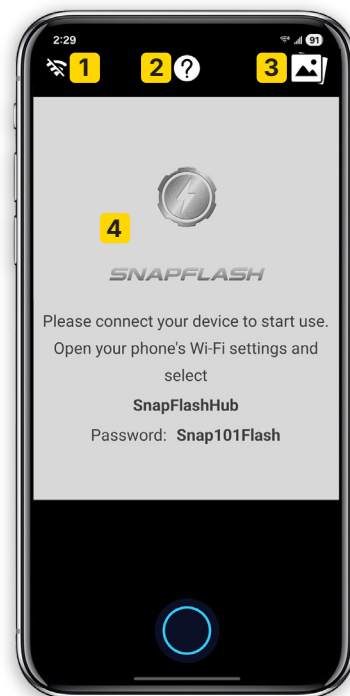 2:29
91
1
2
?
3
4
SNAPFLASH
Please connect your device to start use.
Open your phone's Wi-Fi settings and
select
SnapFlashHub
Password: Snap101Flash